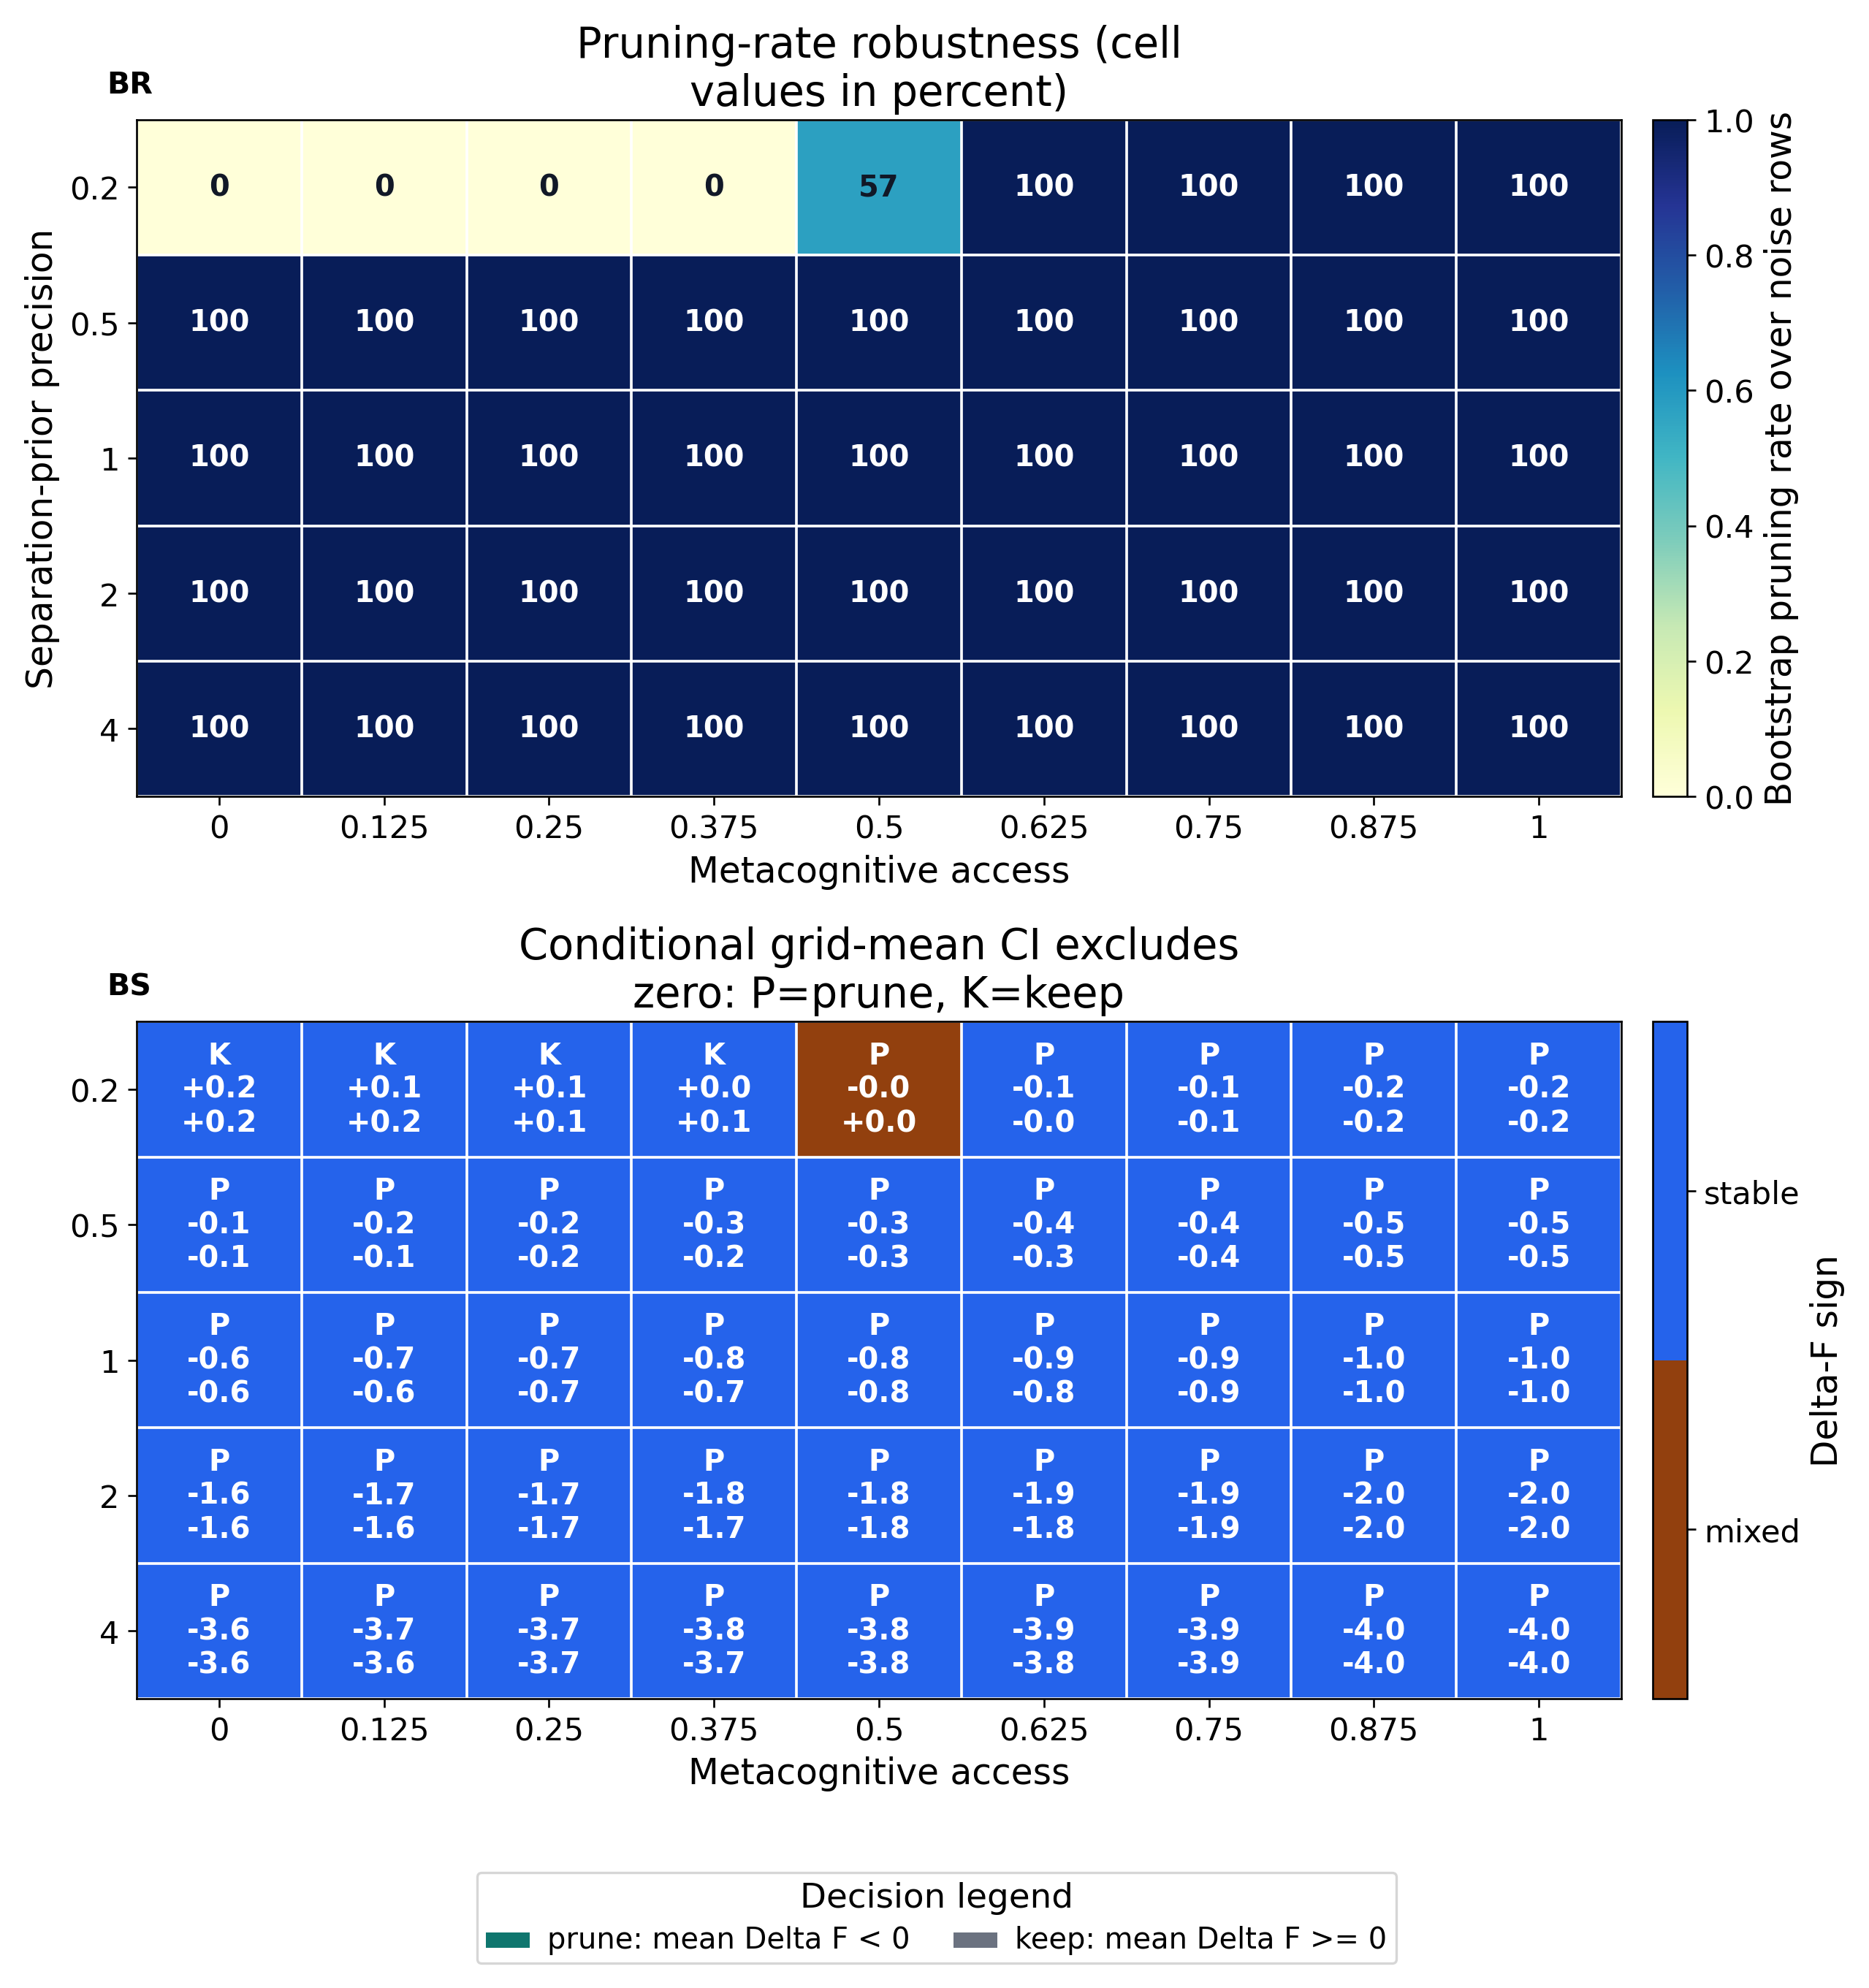 Pruning-rate robustness (cell
values in percent)
BR
Separation-prior precision
0.2 0 0 0 0 57 100 100 100 100
0.5 100 100 100 100 100 100 100 100 100
1 100 100 100 100 100 100 100 100 100
2 100 100 100 100 100 100 100 100 100
4 100 100 100 100 100 100 100 100 100
0 0.125 0.25 0.375 0.5 0.625 0.75 0.875 1
Metacognitive access
1.0
0.8
0.6
0.4
0.2
0.0
Bootstrap pruning rate over noise rows
Conditional grid-mean CI excludes
zero: P=prune, K=keep
BS
K K K K P P P P P
0.2 +0.2 +0.1 +0.1 +0.0 -0.0 -0.1 -0.1 -0.2 -0.2
+0.2 +0.2 +0.1 +0.1 +0.0 -0.0 -0.1 -0.2 -0.2
P P P P P P P P P
0.5 -0.1 -0.2 -0.2 -0.3 -0.3 -0.4 -0.4 -0.5 -0.5
-0.1 -0.1 -0.2 -0.2 -0.3 -0.3 -0.4 -0.5 -0.5
P P P P P P P P P
1 -0.6 -0.7 -0.7 -0.8 -0.8 -0.9 -0.9 -1.0 -1.0
-0.6 -0.6 -0.7 -0.7 -0.8 -0.8 -0.9 -1.0 -1.0
P P P P P P P P P
2 -1.6 -1.7 -1.7 -1.8 -1.8 -1.9 -1.9 -2.0 -2.0
-1.6 -1.6 -1.7 -1.7 -1.8 -1.8 -1.9 -2.0 -2.0
P P P P P P P P P
4 -3.6 -3.7 -3.7 -3.8 -3.8 -3.9 -3.9 -4.0 -4.0
-3.6 -3.6 -3.7 -3.7 -3.8 -3.8 -3.9 -4.0 -4.0
0 0.125 0.25 0.375 0.5 0.625 0.75 0.875 1
Metacognitive access
stable
mixed
Delta-F sign
Decision legend
prune: mean Delta F < 0 keep: mean Delta F >= 0